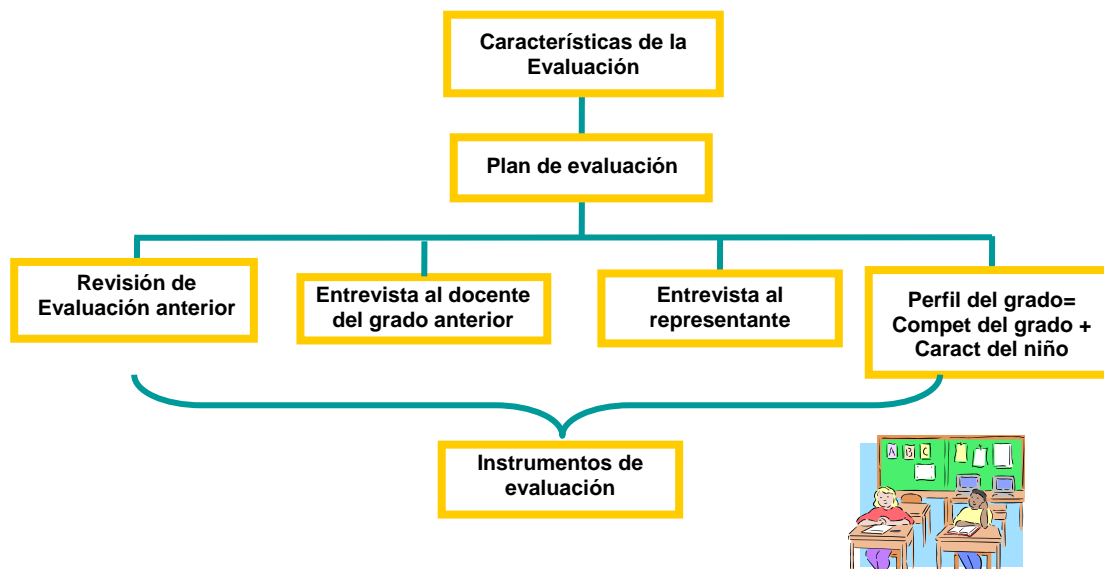 Características de la
Evaluación
Plan de evaluación
Revisión de
Evaluación anterior
Entrevista al docente
del grado anterior
Entrevista al
representante
Perfil del grado=
Compet del grado +
Caract del niño
Instrumentos de
evaluación
A B C